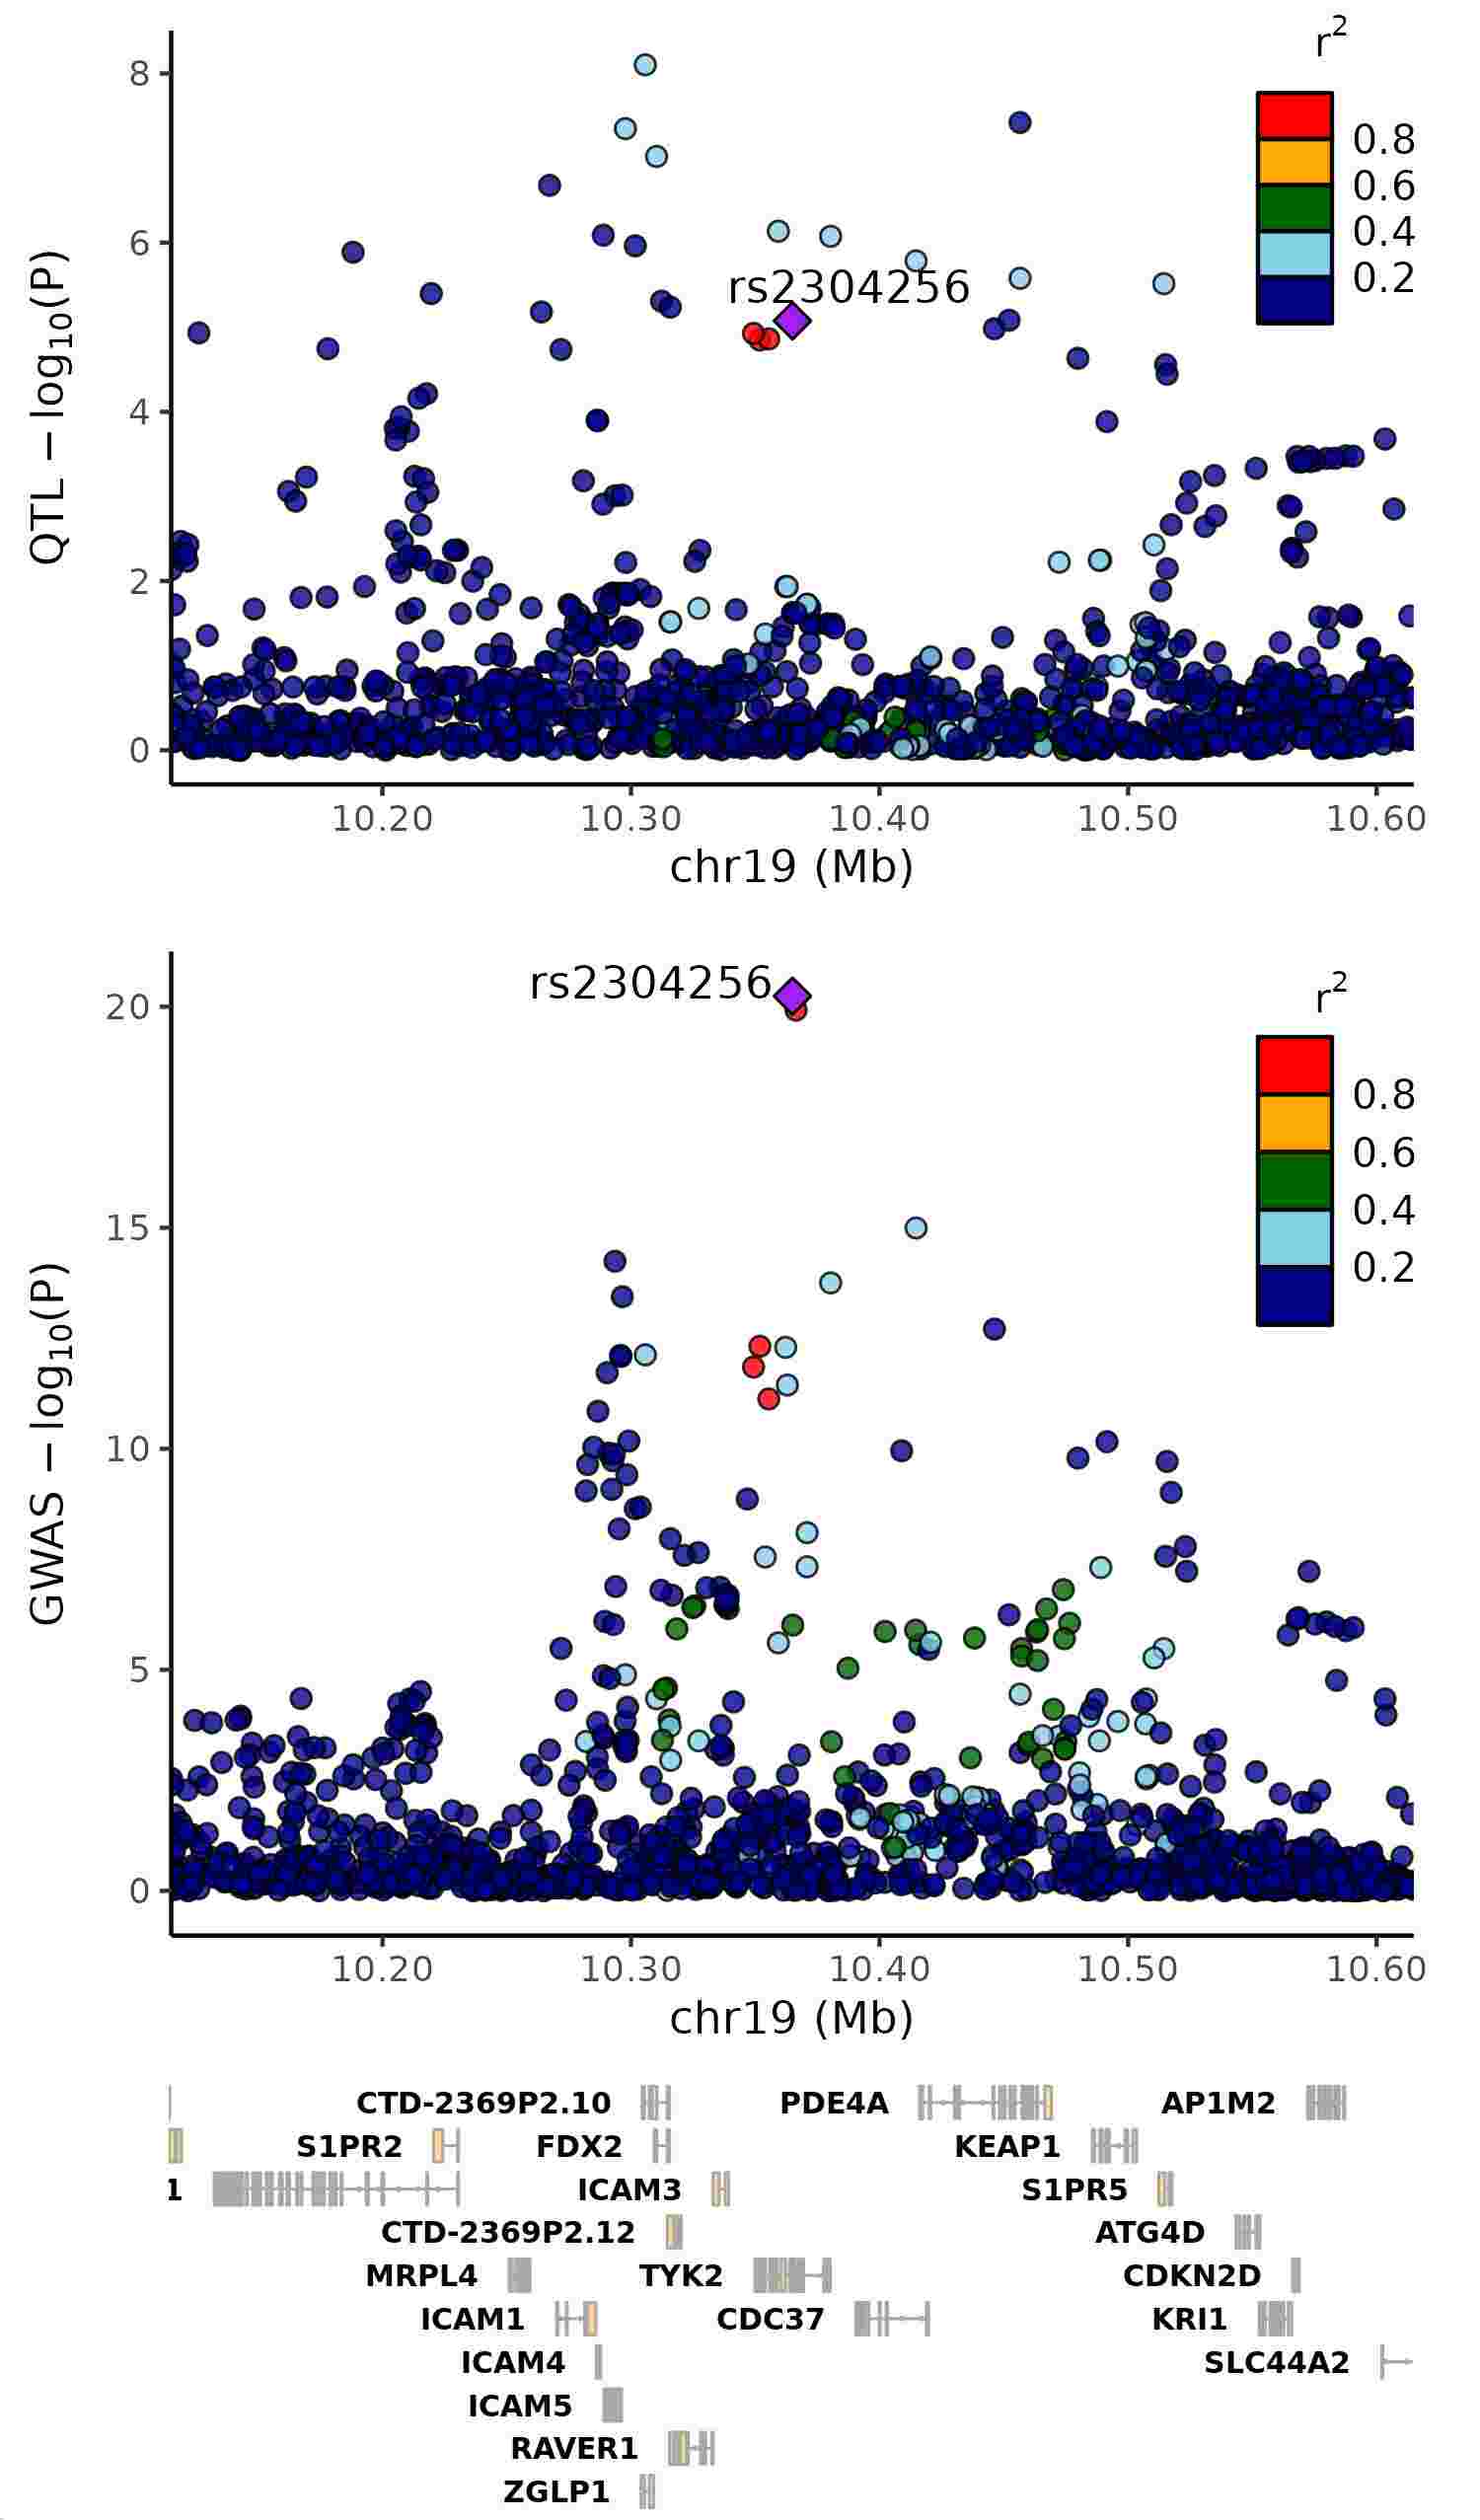 r²
8
6
4
2
0
QTL −log₁₀(P)
0.8
0.6
0.4
0.2
rs2304256
10.20 10.30 10.40 10.50 10.60
chr19 (Mb)
r²
20
15
10
5
0
GWAS −log₁₀(P)
0.8
0.6
0.4
0.2
rs2304256
10.20 10.30 10.40 10.50 10.60
chr19 (Mb)
CTD-2369P2.10 PDE4A AP1M2
S1PR2 FDX2 KEAP1
1 ICAM3 S1PR5
CTD-2369P2.12 ATG4D
MRPL4 TYK2 CDKN2D
ICAM1 CDC37 KRI1
ICAM4 SLC44A2
ICAM5
RAVER1
ZGLP1